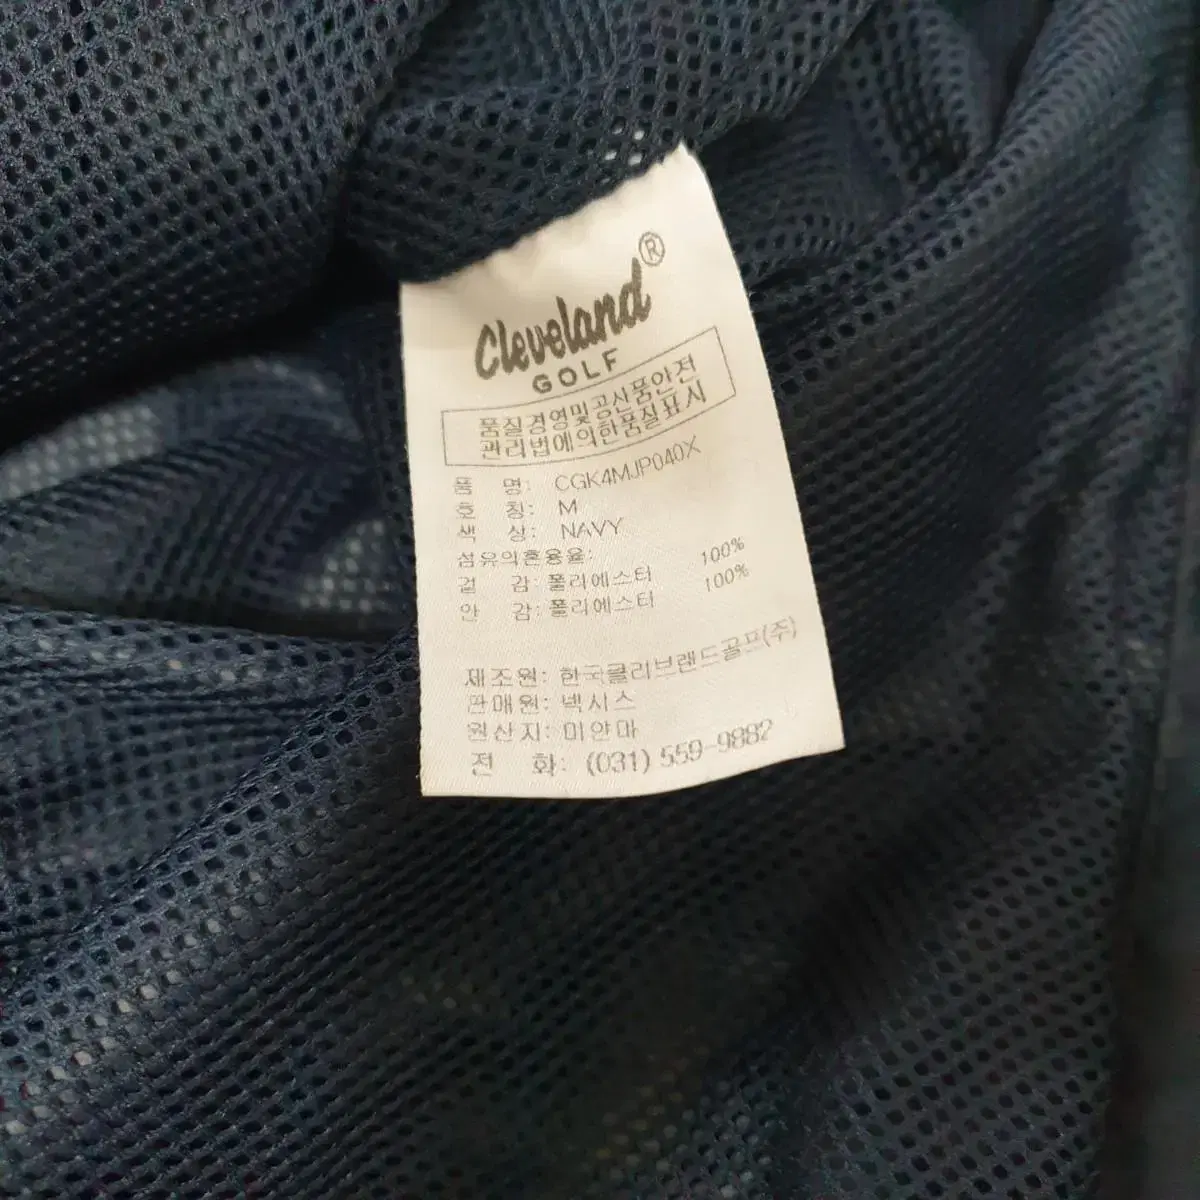 Cleveland®
GOLF
품질경영및공산품안전
관리법에의한품질표시
품 명: CGK4MJP040X
호 칭: M
색 상: NAVY
섬유의혼용율:
겉 감: 폴리에스터 100%
안 감: 폴리에스터 100%
제조원: 한국클리브랜드골프(주)
판매원: 넥시스
원산지: 미얀마
전 화: (031) 559-9882